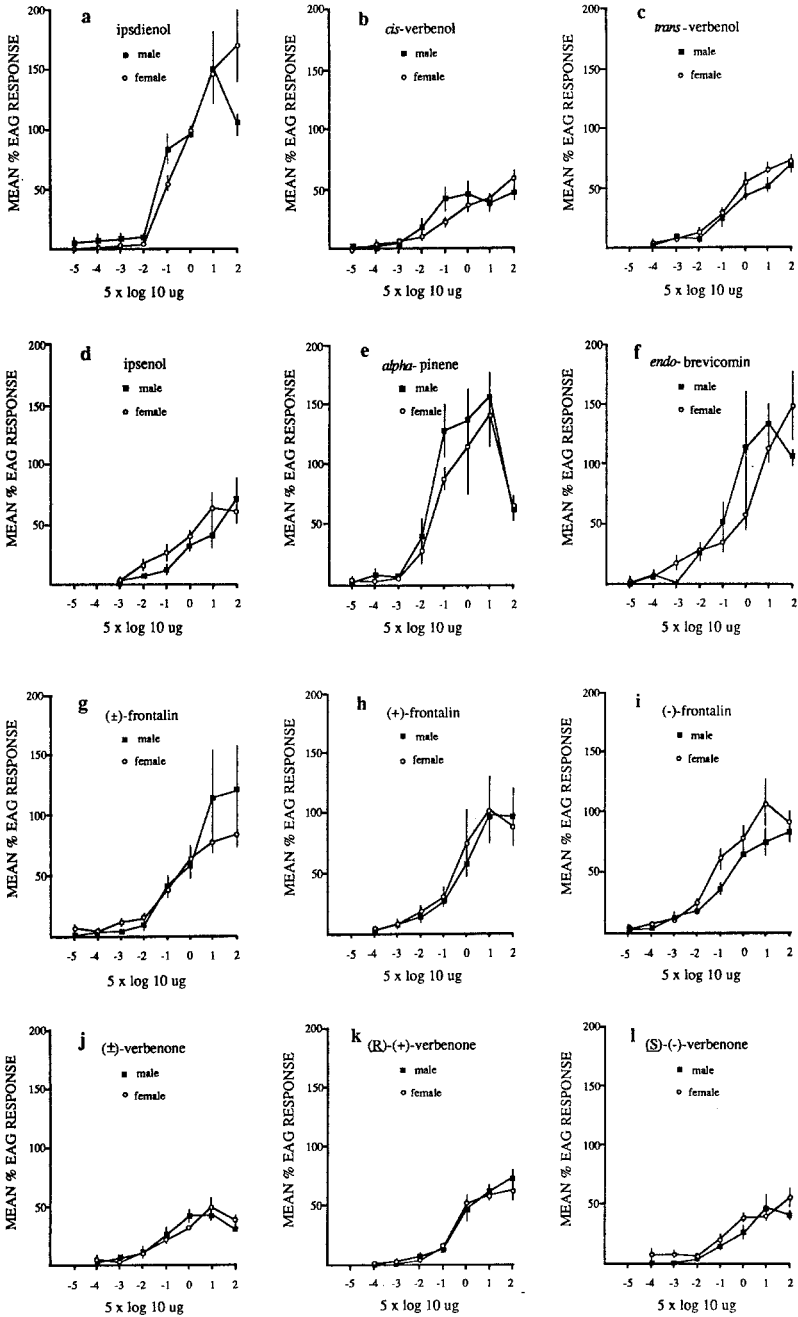 a
ipsdienol
male
female
MEAN % EAG RESPONSE
200
150
100
50
-5 -4 -3 -2 -1 0 1 2
5 x log 10 ug
b
cis-verbenol
male
female
MEAN % EAG RESPONSE
200
150
100
50
-5 -4 -3 -2 -1 0 1 2
5 x log 10 ug
c
trans-verbenol
male
female
MEAN % EAG RESPONSE
200
150
100
50
-5 -4 -3 -2 -1 0 1 2
5 x log 10 ug
d
ipsenol
male
female
MEAN % EAG RESPONSE
200
150
100
50
-5 -4 -3 -2 -1 0 1 2
5 x log 10 ug
e
alpha-pinene
male
female
MEAN % EAG RESPONSE
200
150
100
50
-5 -4 -3 -2 -1 0 1 2
5 x log 10 ug
f
endo-brevicomin
male
female
MEAN % EAG RESPONSE
200
150
100
50
-5 -4 -3 -2 -1 0 1 2
5 x log 10 ug
g
(±)-frontalin
male
female
MEAN % EAG RESPONSE
200
150
100
50
-5 -4 -3 -2 -1 0 1 2
5 x log 10 ug
h
(+)-frontalin
male
female
MEAN % EAG RESPONSE
200
150
100
50
-5 -4 -3 -2 -1 0 1 2
5 x log 10 ug
i
(-)-frontalin
male
female
MEAN % EAG RESPONSE
200
150
100
50
-5 -4 -3 -2 -1 0 1 2
5 x log 10 ug
j
(±)-verbenone
male
female
MEAN % EAG RESPONSE
200
150
100
50
-5 -4 -3 -2 -1 0 1 2
5 x log 10 ug
k
(R)-(+)-verbenone
male
female
MEAN % EAG RESPONSE
200
150
100
50
-5 -4 -3 -2 -1 0 1 2
5 x log 10 ug
l
(S)-(-)-verbenone
male
female
MEAN % EAG RESPONSE
200
150
100
50
-5 -4 -3 -2 -1 0 1 2
5 x log 10 ug